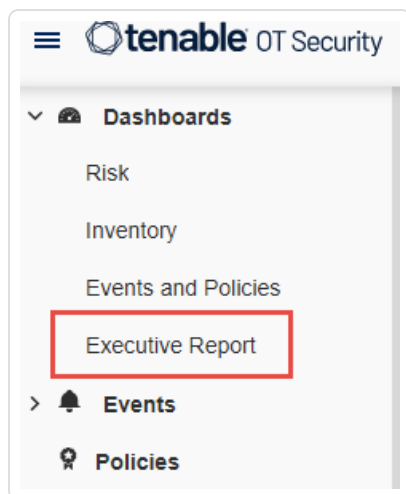 tenable OT Security
Dashboards
Risk
Inventory
Events and Policies
Executive Report
Events
Policies